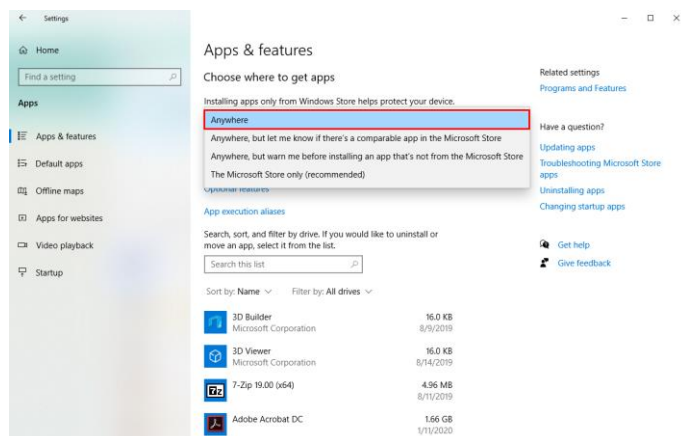 Settings
Home
Find a setting
Apps
Apps & features
Default apps
Offline maps
Apps for websites
Video playback
Startup
Apps & features
Choose where to get apps
Installing apps only from Windows Store helps protect your device.
Anywhere
Anywhere, but let me know if there's a comparable app in the Microsoft Store
Anywhere, but warn me before installing an app that's not from the Microsoft Store
The Microsoft Store only (recommended)
Optional features
App execution aliases
Search, sort, and filter by drive. If you would like to uninstall or
move an app, select it from the list.
Search this list
Sort by: Name
Filter by: All drives
3D Builder 16.0 KB
Microsoft Corporation 8/9/2019
3D Viewer 16.0 KB
Microsoft Corporation 8/14/2019
7-Zip 19.00 (x64) 4.96 MB
8/11/2019
Adobe Acrobat DC 1.66 GB
1/11/2020
Related settings
Programs and Features
Have a question?
Updating apps
Troubleshooting Microsoft Store
apps
Uninstalling apps
Changing startup apps
Get help
Give feedback